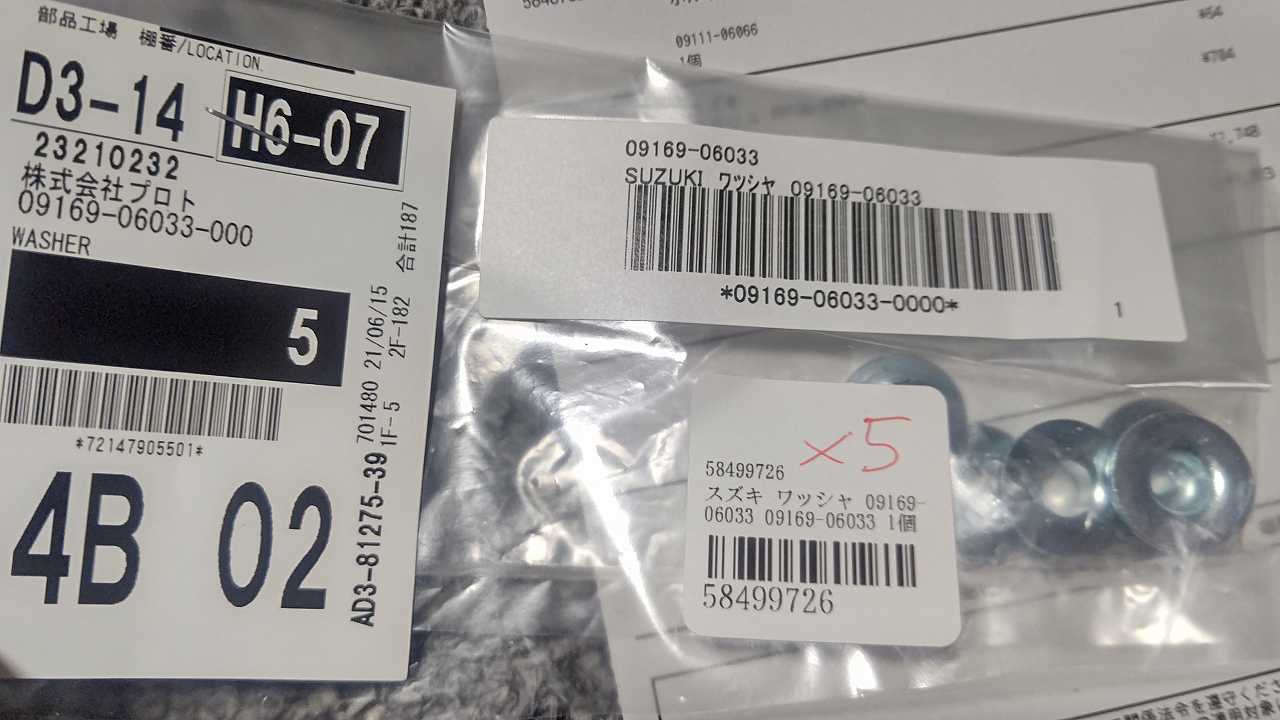 部品工場 棚番/LOCATION.
D3-14
H6-07
23210232
株式会社プロト
09169-06033-000
WASHER
5
*72147905501*
4B 02
AD3-81275-39 701480 21/06/15
1F-5 2F-182 合計187
09111-06066
1個
¥64
¥704
09169-06033
SUZUKI ワッシャ 09169-06033
*09169-06033-0000*
1
×5
58499726
スズキ ワッシャ 09169-
06033 09169-06033 1個
58499726